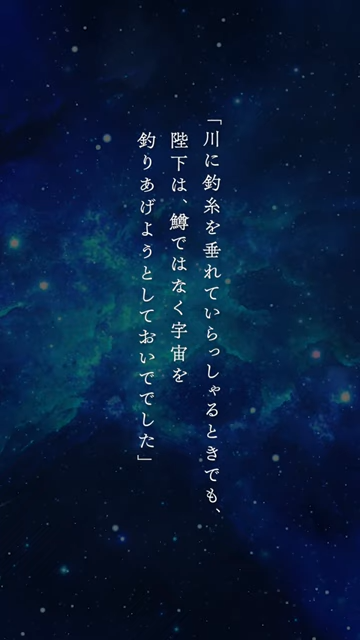 「川に釣糸を垂れていらっしゃるときでも、
陛下は、鱒ではなく宇宙を
釣りあげようとしておいででした」